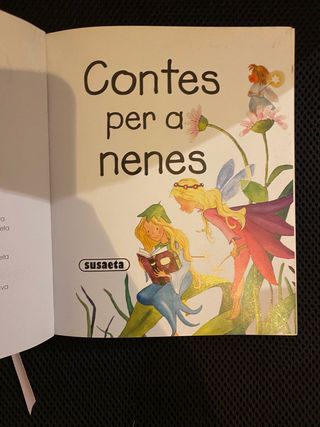 Contes
per a
nenes
susaeta